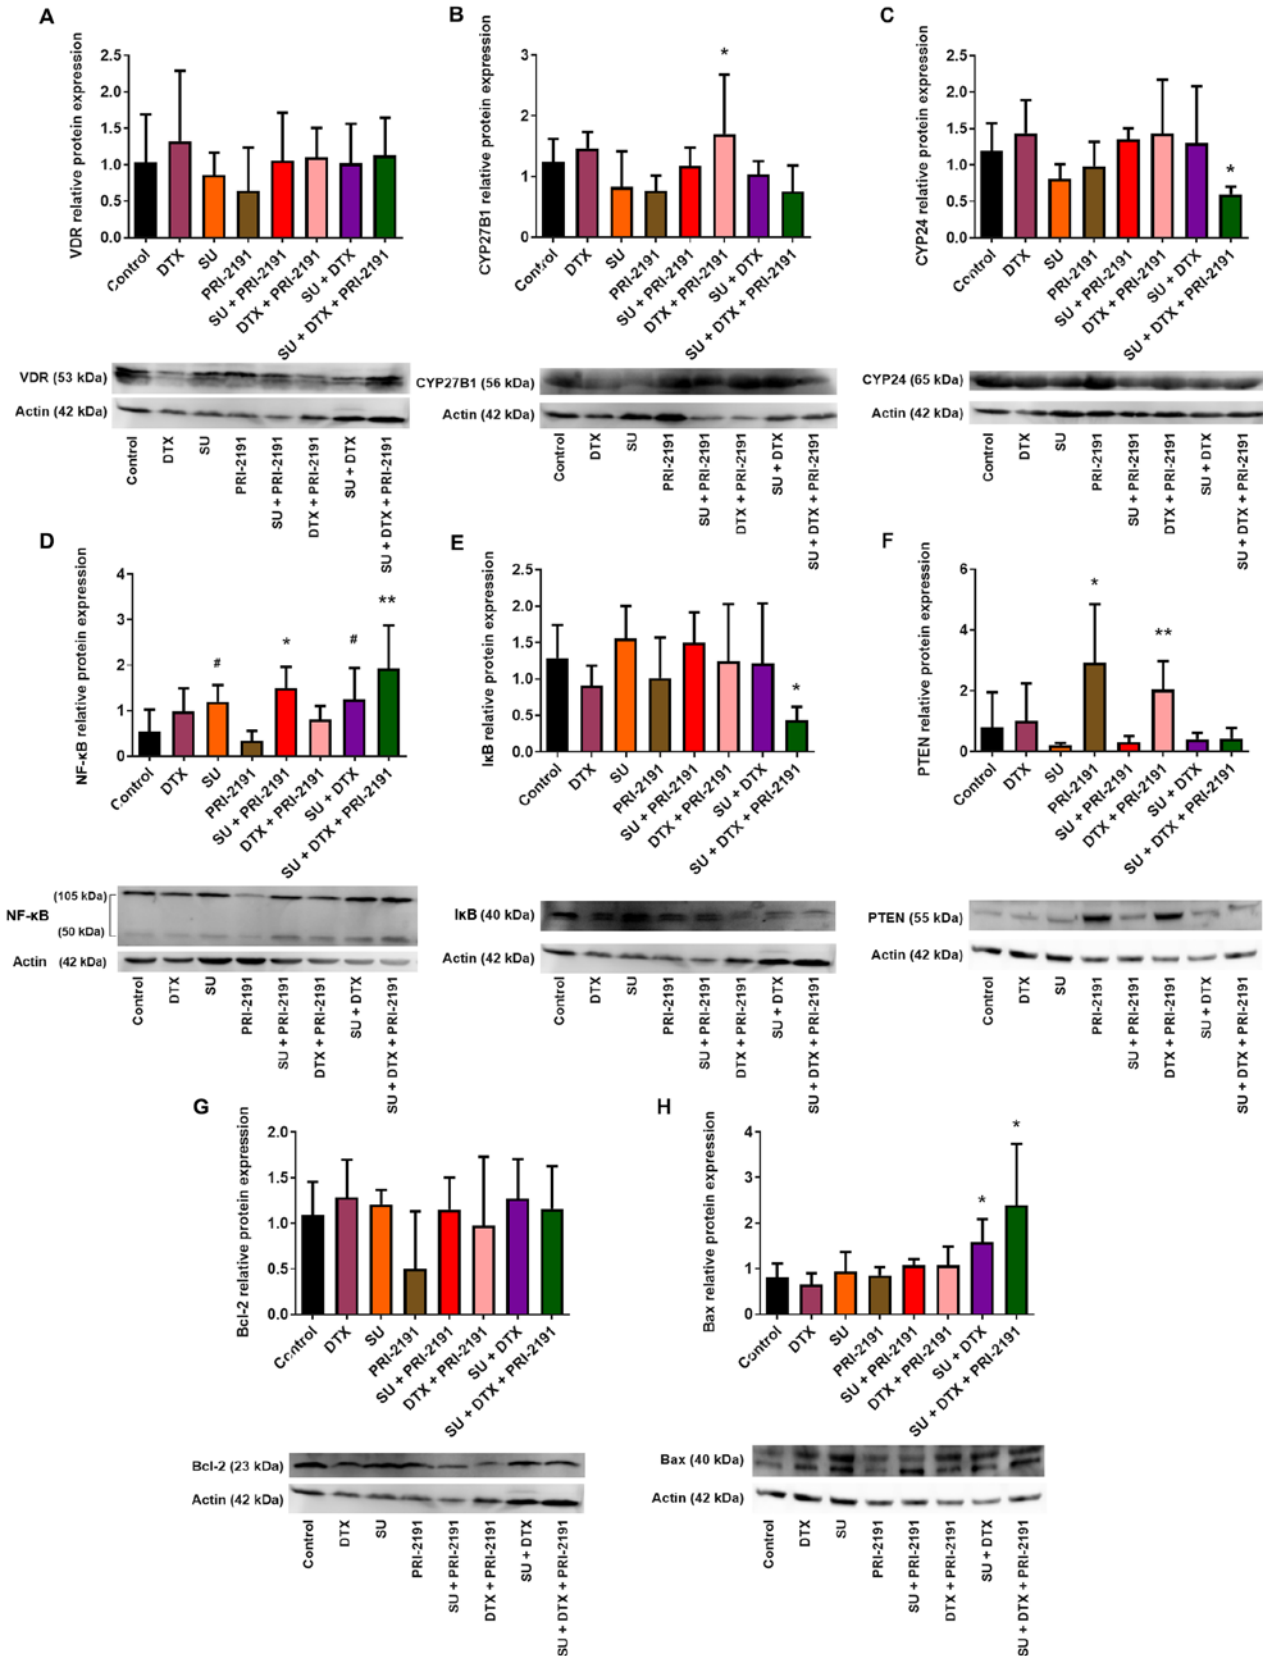 A
VDR relative protein expression
2.5
2.0
1.5
1.0
0.5
0.0
Control
DTX
SU
PRI-2191
SU + PRI-2191
DTX + PRI-2191
SU + DTX
SU + DTX + PRI-2191
VDR (53 kDa)
Actin (42 kDa)
Control
DTX
SU
PRI-2191
SU + PRI-2191
DTX + PRI-2191
SU + DTX
SU + DTX + PRI-2191
B
CYP27B1 relative protein expression
3
2
1
0
*
Control
DTX
SU
PRI-2191
SU + PRI-2191
DTX + PRI-2191
SU + DTX
SU + DTX + PRI-2191
CYP27B1 (56 kDa)
Actin (42 kDa)
Control
DTX
SU
PRI-2191
SU + PRI-2191
DTX + PRI-2191
SU + DTX
SU + DTX + PRI-2191
C
CYP24 relative protein expression
2.5
2.0
1.5
1.0
0.5
0.0
*
Control
DTX
SU
PRI-2191
SU + PRI-2191
DTX + PRI-2191
SU + DTX
SU + DTX + PRI-2191
CYP24 (65 kDa)
Actin (42 kDa)
Control
DTX
SU
PRI-2191
SU + PRI-2191
DTX + PRI-2191
SU + DTX
SU + DTX + PRI-2191
D
NF-κB relative protein expression
4
3
2
1
0
#
*
#
**
Control
DTX
SU
PRI-2191
SU + PRI-2191
DTX + PRI-2191
SU + DTX
SU + DTX + PRI-2191
(105 kDa)
NF-κB
(50 kDa)
Actin (42 kDa)
Control
DTX
SU
PRI-2191
SU + PRI-2191
DTX + PRI-2191
SU + DTX
SU + DTX + PRI-2191
E
IκB relative protein expression
2.5
2.0
1.5
1.0
0.5
0.0
*
Control
DTX
SU
PRI-2191
SU + PRI-2191
DTX + PRI-2191
SU + DTX
SU + DTX + PRI-2191
IκB (40 kDa)
Actin (42 kDa)
Control
DTX
SU
PRI-2191
SU + PRI-2191
DTX + PRI-2191
SU + DTX
SU + DTX + PRI-2191
F
PTEN relative protein expression
6
4
2
0
*
**
Control
DTX
SU
PRI-2191
SU + PRI-2191
DTX + PRI-2191
SU + DTX
SU + DTX + PRI-2191
PTEN (55 kDa)
Actin (42 kDa)
Control
DTX
SU
PRI-2191
SU + PRI-2191
DTX + PRI-2191
SU + DTX
SU + DTX + PRI-2191
G
Bcl-2 relative protein expression
2.0
1.5
1.0
0.5
0.0
Control
DTX
SU
PRI-2191
SU + PRI-2191
DTX + PRI-2191
SU + DTX
SU + DTX + PRI-2191
Bcl-2 (23 kDa)
Actin (42 kDa)
Control
DTX
SU
PRI-2191
SU + PRI-2191
DTX + PRI-2191
SU + DTX
SU + DTX + PRI-2191
H
Bax relative protein expression
4
3
2
1
0
*
*
Control
DTX
SU
PRI-2191
SU + PRI-2191
DTX + PRI-2191
SU + DTX
SU + DTX + PRI-2191
Bax (40 kDa)
Actin (42 kDa)
Control
DTX
SU
PRI-2191
SU + PRI-2191
DTX + PRI-2191
SU + DTX
SU + DTX + PRI-2191